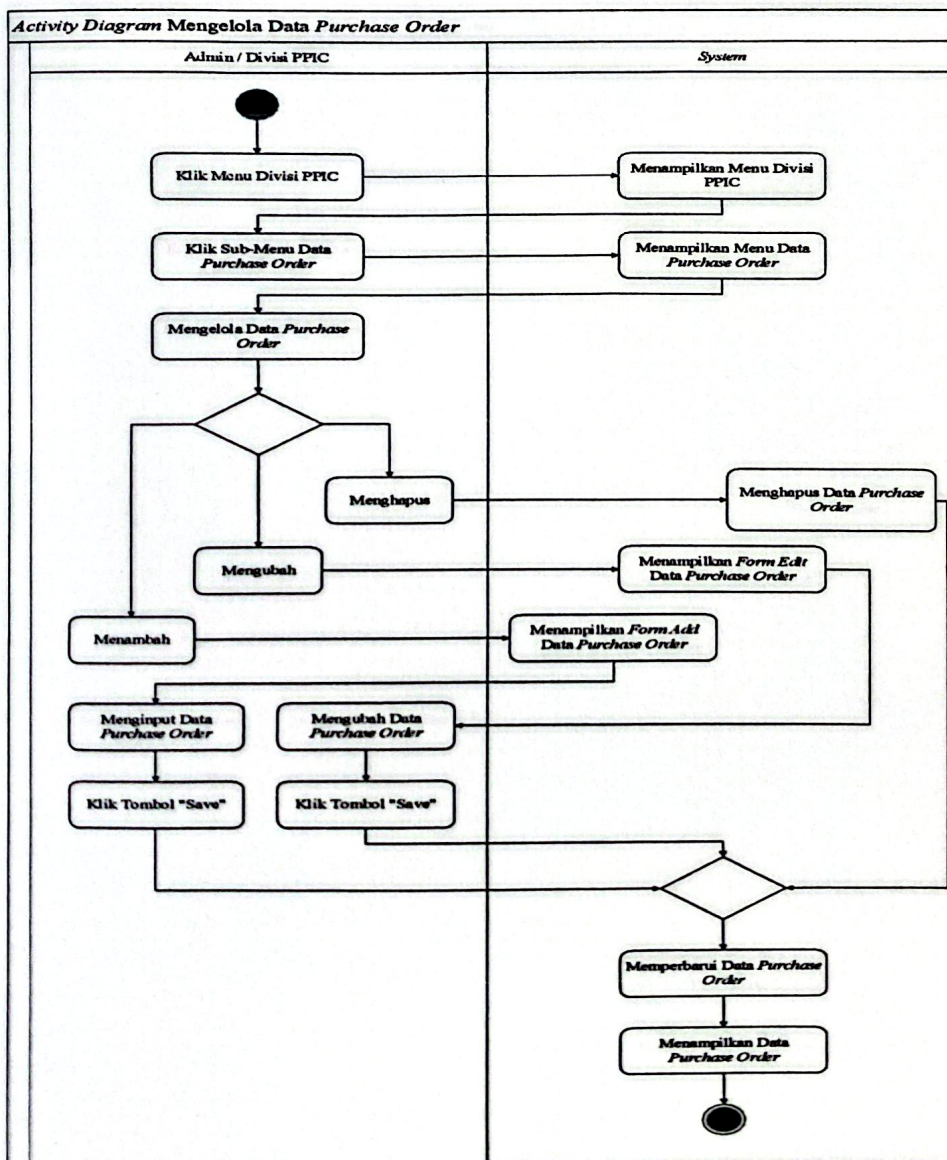 Activity Diagram Mengelola Data Purchase Order
Admin / Divisi PPIC
System
Klik Menu Divisi PPIC
Menampilkan Menu Divisi
PPIC
Klik Sub-Menu Data
Purchase Order
Menampilkan Menu Data
Purchase Order
Mengelola Data Purchase
Order
Menghapus
Menghapus Data Purchase
Order
Mengubah
Menampilkan Form Edit
Data Purchase Order
Menambah
Menampilkan Form Add
Data Purchase Order
Menginput Data
Purchase Order
Mengubah Data
Purchase Order
Klik Tombol "Save"
Klik Tombol "Save"
Memperbarui Data Purchase
Order
Menampilkan Data
Purchase Order